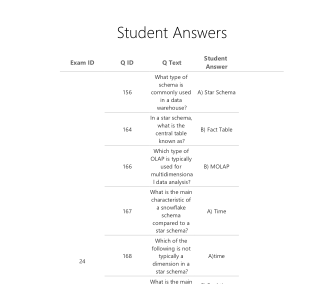 Student Answers
Exam ID Q ID Q Text Student
Answer
What type of
schema is
156 commonly used A) Star Schema
in a data
warehouse?
In a star schema,
what is the
164 central table B) Fact Table
known as?
Which type of
OLAP is typically
166 used for B) MOLAP
multidimensiona
l data analysis?
What is the main
characteristic of
a snowflake
167 A) Time
schema
compared to a
star schema?
Which of the
following is not
24 168 typically a A)time
dimension in a
star schema?
What is the main